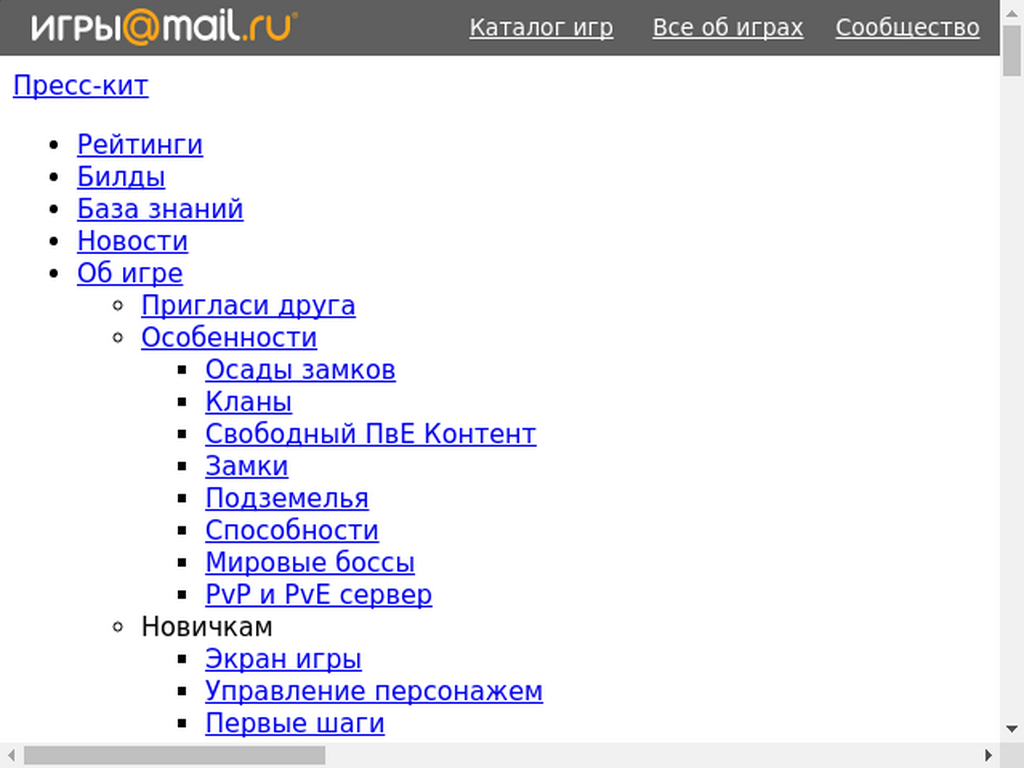 ИГРЫ@mail.ru Каталог игр Все об играх Сообщество
Пресс-кит
Рейтинги
Билды
База знаний
Новости
Об игре
Пригласи друга
Особенности
Осады замков
Кланы
Свободный ПвЕ Контент
Замки
Подземелья
Способности
Мировые боссы
PvP и PvE сервер
Новичкам
Экран игры
Управление персонажем
Первые шаги